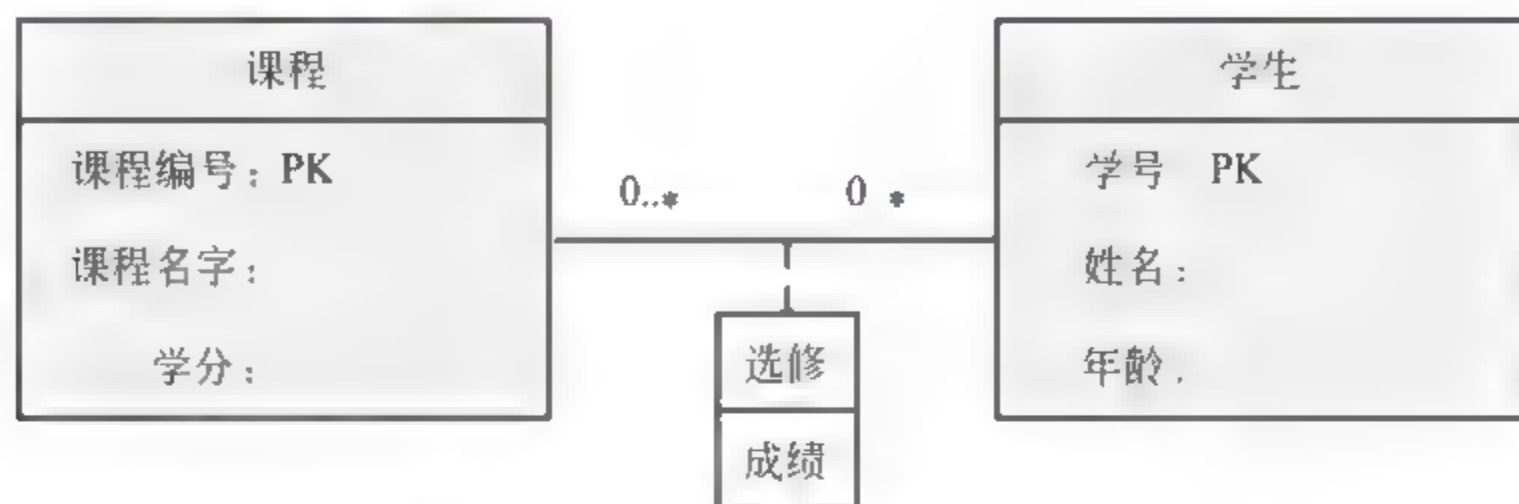 课程
课程编号：PK
课程名字：
学分：
0..*
0 *
选修
成绩
学生
学号 PK
姓名：
年龄.